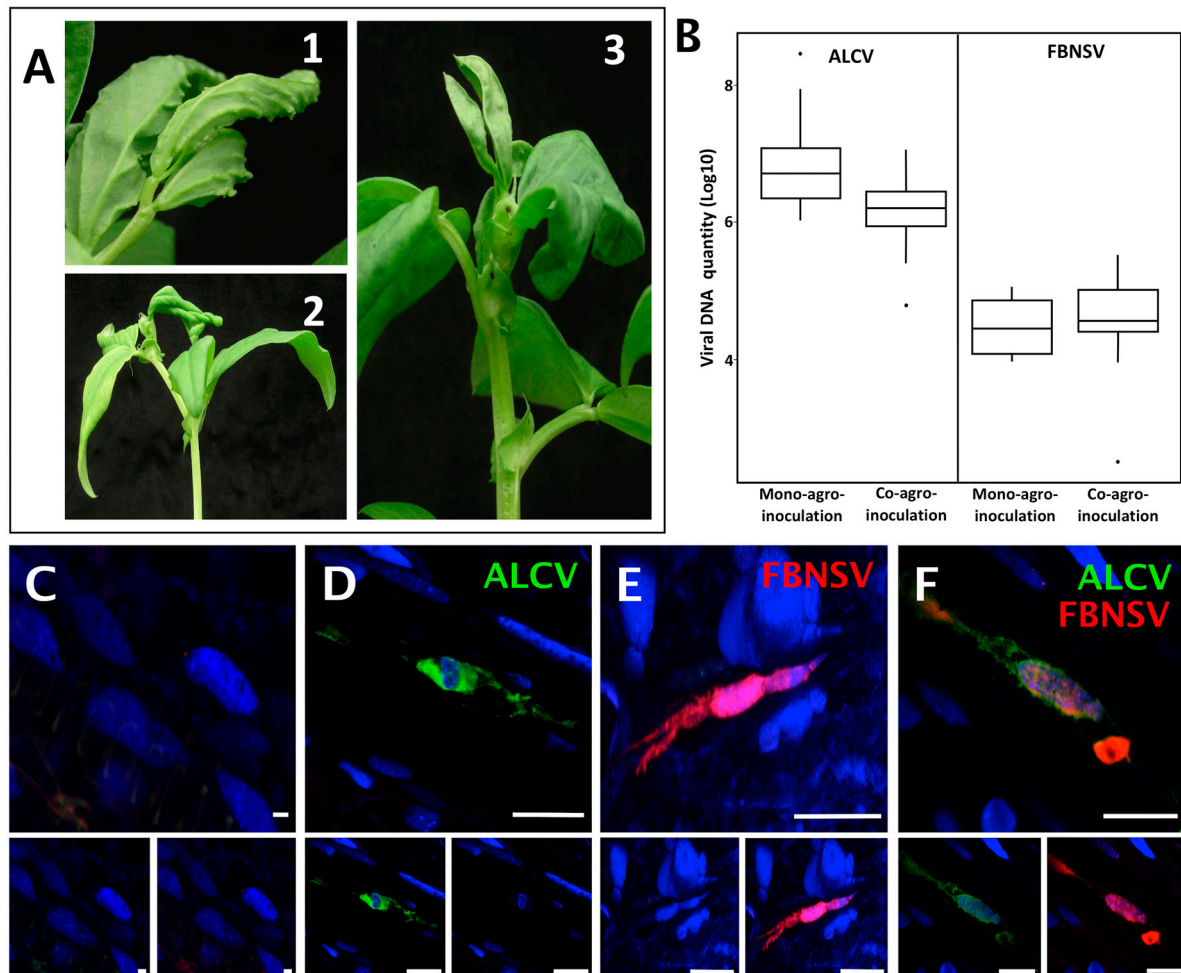 A
1
2
3
B
ALCV
FBNSV
Viral DNA quantity (Log10)
8
6
4
Mono-agro-
inoculation
Co-agro-
inoculation
Mono-agro-
inoculation
Co-agro-
inoculation
C
D
ALCV
E
FBNSV
F
ALCV
FBNSV